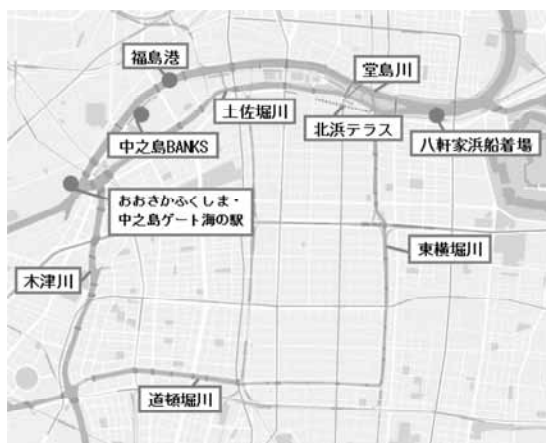 福島港
堂島川
土佐堀川
北浜テラス
中之島BANKS
八軒家浜船着場
おおさかふくしま・
中之島ゲート海の駅
東横堀川
木津川
道頓堀川